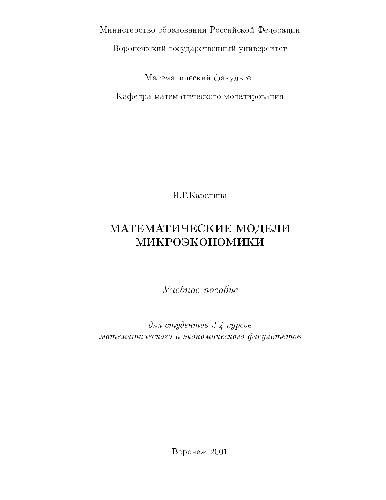 Министерство образования Российской Федерации
Воронежский государственный университет
Математический факультет
Кафедра математического моделирования
МАТЕМАТИЧЕСКИЕ МОДЕЛИ
МИКРОЭКОНОМИКИ
Учебное пособие
для студентов 3-4 курсов
математического и экономического факультетов
Воронеж 2001